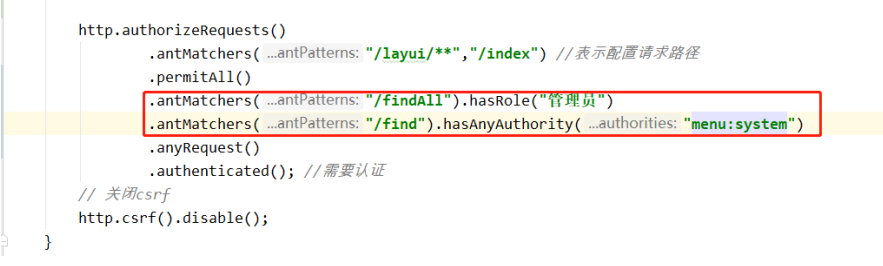 http.authorizeRequests()
.antMatchers( ...antPatterns: "/layui/**","/index") //表示配置请求路径
.permitAll()
.antMatchers( ...antPatterns: "/findAll").hasRole("管理员")
.antMatchers( ...antPatterns: "/find").hasAnyAuthority( ...authorities: "menu:system")
.anyRequest()
.authenticated(); //需要认证
// 关闭csrf
http.csrf().disable();
}